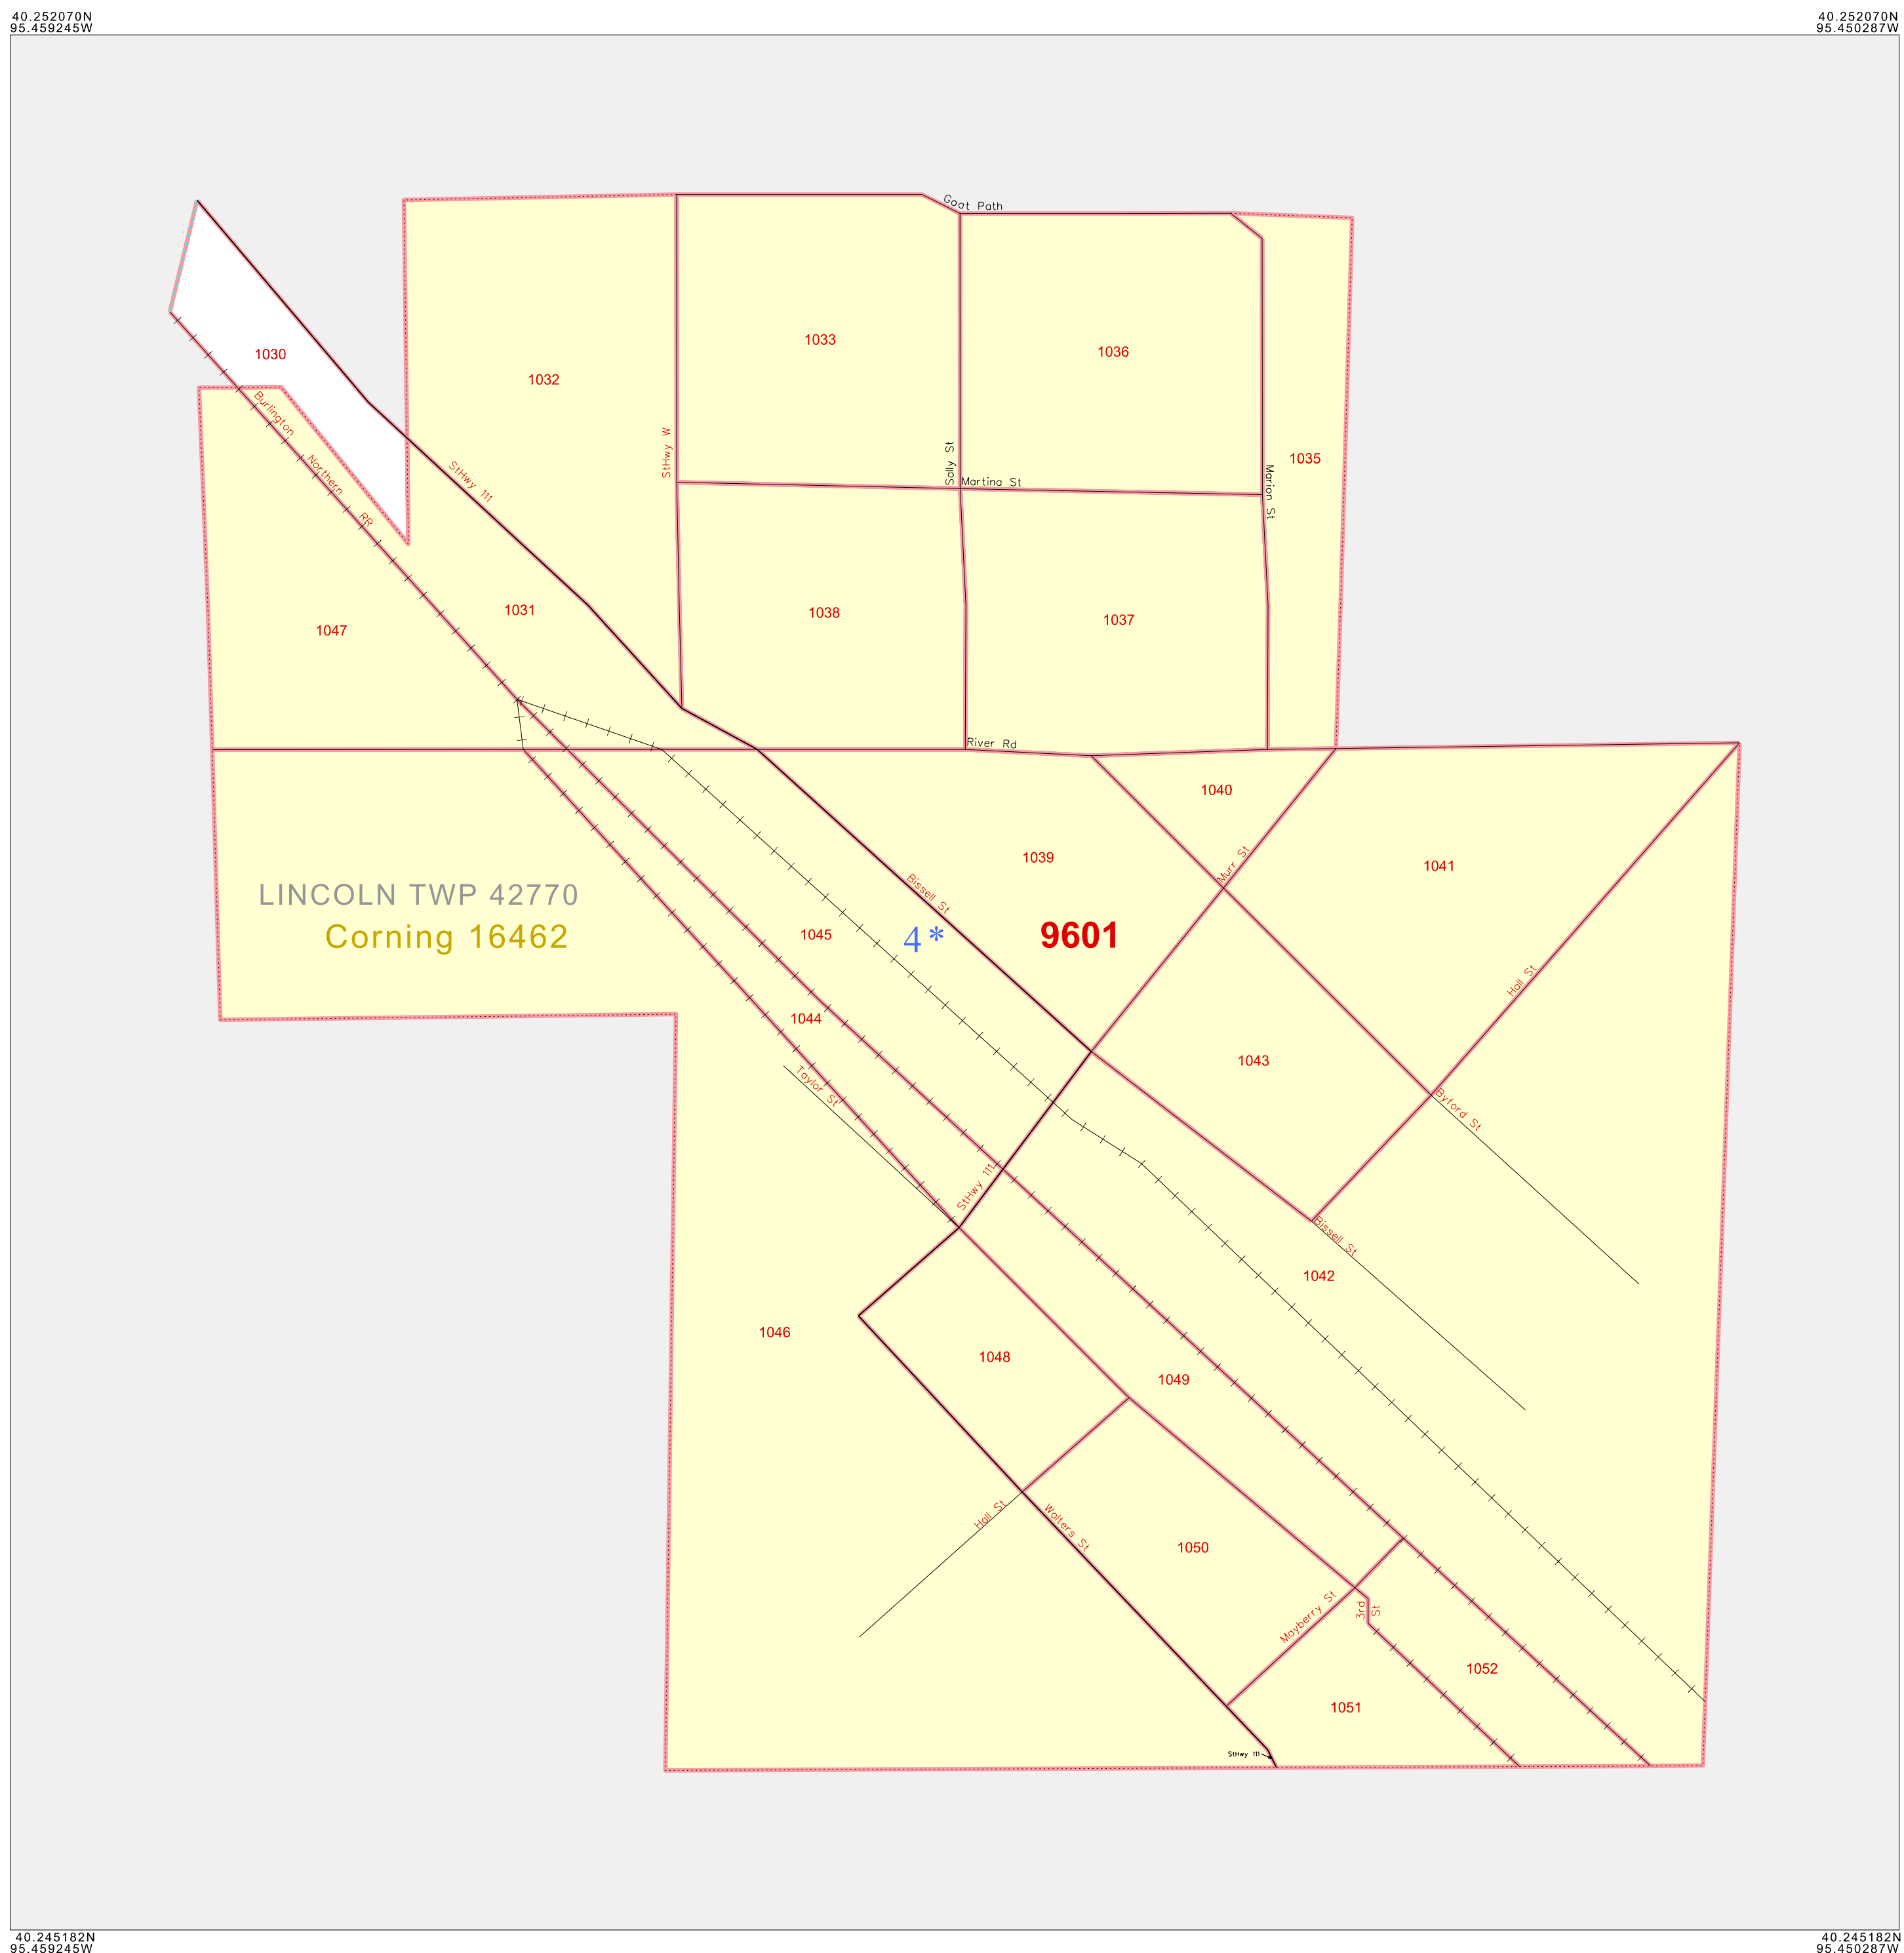 40.252070N
95.459245W
40.252070N
95.450287W
Goat Path
1033
1036
1030
1032
Burlington
Northern
RR
StHwy 111
StHwy W
Sally St
Martina St
Marion St
1035
1031
1047
1038
1037
River Rd
1040
1039
Murr St
1041
Bissell St
LINCOLN TWP 42770
Corning 16462
1045
4*
9601
Hall St
1044
1043
Taylor St
Byford St
StHwy 111
Bissell St
1042
1046
1048
1049
Hall St
Walters St
1050
Mayberry St
3rd St
1052
1051
StHwy 111
40.245182N
95.459245W
40.245182N
95.450287W